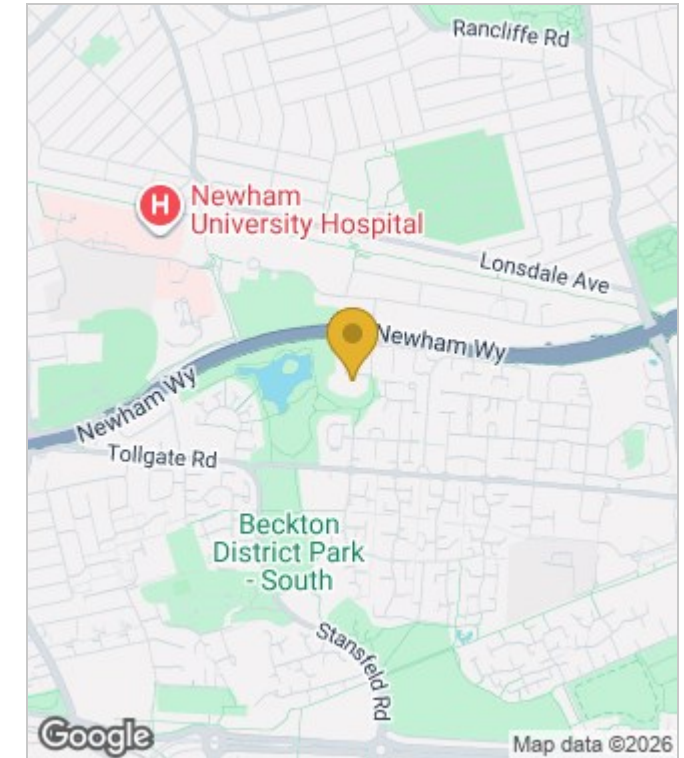 Rancliffe Rd
H
Newham
University Hospital
Lonsdale Ave
Newham Wy
Newham Wy
Tollgate Rd
Beckton
District Park
- South
Stansfeld Rd
Google
Map data ©2026